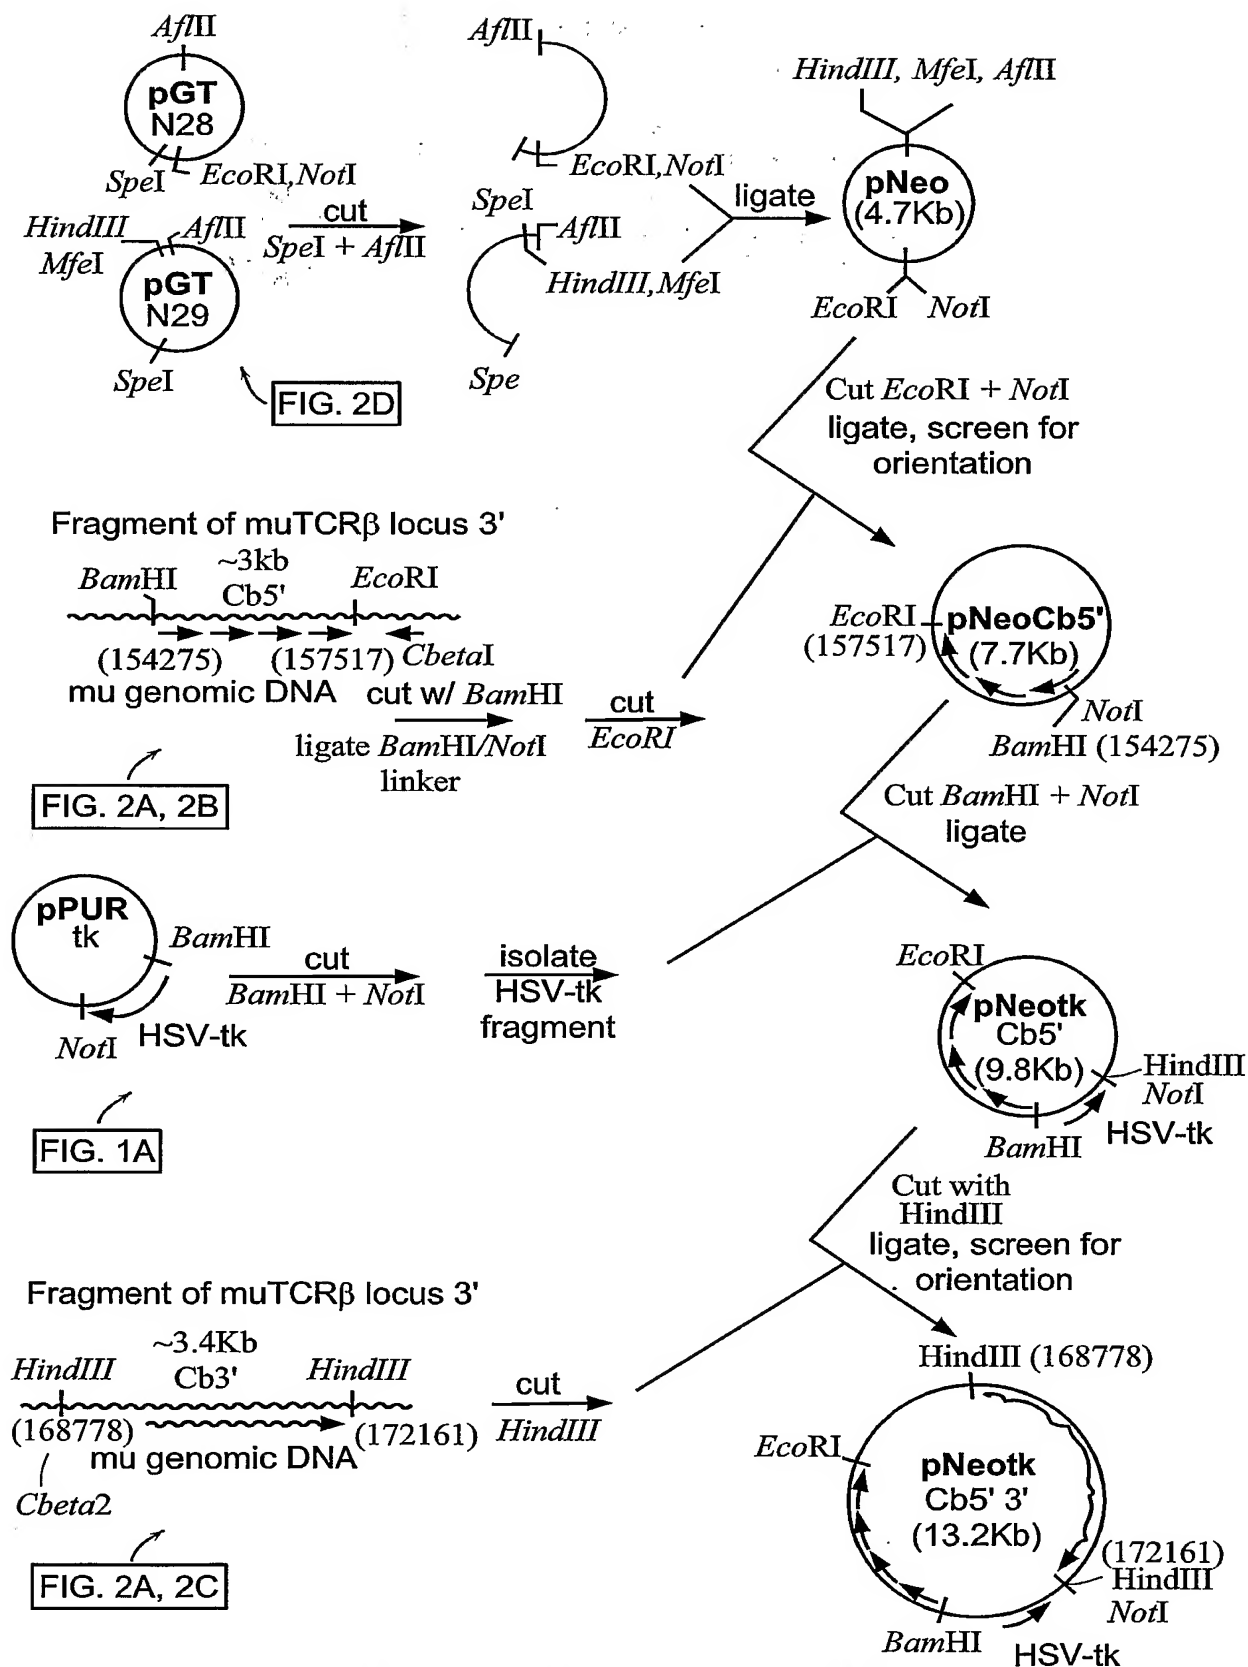 AflII
pGT
N28
SpeI
EcoRI,NotI
HindIII
MfeI
AflII
pGT
N29
SpeI
FIG. 2D
cut
SpeI + AflII
AflII
EcoRI,NotI
SpeI
AflII
HindIII,MfeI
Spe
ligate
HindIII, MfeI, AflII
pNeo
(4.7Kb)
EcoRI NotI
Cut EcoRI + NotI
ligate, screen for
orientation
Fragment of muTCRβ locus 3'
BamHI
~3kb
Cb5'
EcoRI
(154275) (157517) CbetaI
mu genomic DNA
cut w/ BamHI
ligate BamHI/NotI
linker
cut
EcoRI
FIG. 2A, 2B
EcoRI
(157517)
pNeoCb5'
(7.7Kb)
NotI
BamHI (154275)
Cut BamHI + NotI
ligate
pPUR
tk
BamHI
NotI
HSV-tk
cut
BamHI + NotI
isolate
HSV-tk
fragment
FIG. 1A
EcoRI
pNeotk
Cb5'
(9.8Kb)
HindIII
NotI
HSV-tk
BamHI
Cut with
HindIII
ligate, screen for
orientation
Fragment of muTCRβ locus 3'
HindIII
~3.4Kb
Cb3'
HindIII
(168778)
(172161)
mu genomic DNA
Cbeta2
cut
HindIII
FIG. 2A, 2C
HindIII (168778)
EcoRI
pNeotk
Cb5' 3'
(13.2Kb)
(172161)
HindIII
NotI
BamHI
HSV-tk